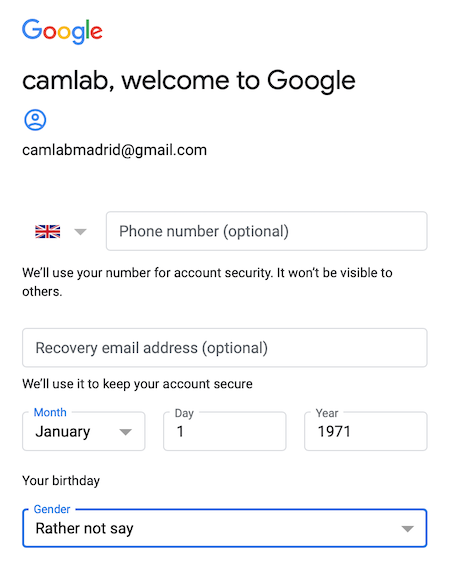 Google
camlab, welcome to Google
camlabmadrid@gmail.com
Phone number (optional)
We'll use your number for account security. It won't be visible to
others.
Recovery email address (optional)
We'll use it to keep your account secure
Month Day Year
January 1 1971
Your birthday
Gender
Rather not say